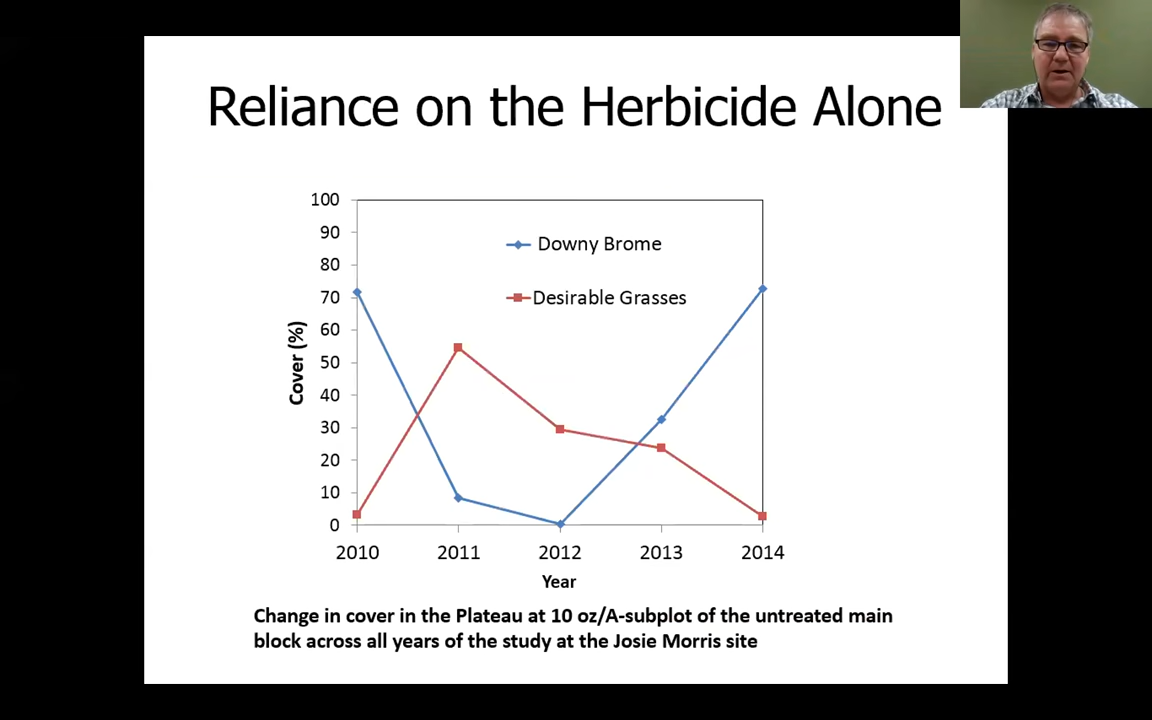 Reliance on the Herbicide Alone
100
90
80
70
60
50
40
30
20
10
0
Cover (%)
Downy Brome
Desirable Grasses
2010 2011 2012 2013 2014
Year
Change in cover in the Plateau at 10 oz/A-subplot of the untreated main
block across all years of the study at the Josie Morris site